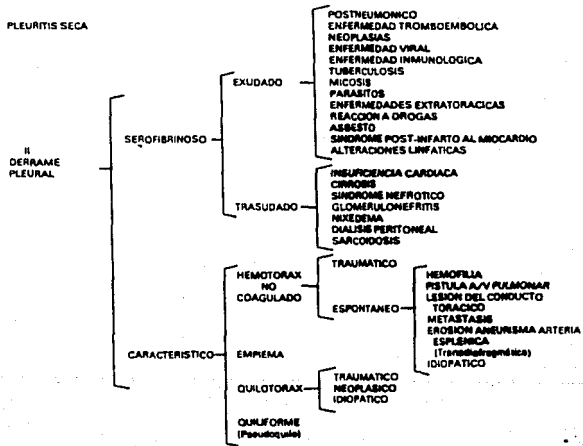 PLEURITIS SECA
II
DERRAME
PLEURAL
SEROFIBRINOSO
EXUDADO
POSTNEUMONICO
ENFERMEDAD TROMBOEMBOLICA
NEOPLASIAS
ENFERMEDAD VIRAL
ENFERMEDAD INMUNOLOGICA
TUBERCULOSIS
MICOSIS
PARASITOS
ENFERMEDADES EXTRATORACICAS
REACCION A DROGAS
ASBESTO
SINDROME POST-INFARTO AL MIOCARDIO
ALTERACIONES LINFATICAS
TRASUDADO
INSUFICIENCIA CARDIACA
CIRROSIS
SINDROME NEFROTICO
GLOMERULONEFRITIS
NIXEDEMA
DIALISIS PERITONEAL
SARCOIDOSIS
CARACTERISTICO
HEMOTORAX
NO
COAGULADO
TRAUMATICO
ESPONTANEO
HEMOFILIA
FISTULA A/V PULMONAR
LESION DEL CONDUCTO
TORACICO
METASTASIS
EROSION ANEURISMA ARTERIA
ESPLENICA
(Transdiafragmática)
IDIOPATICO
EMPIEMA
QUILOTORAX
TRAUMATICO
NEOPLASICO
IDIOPATICO
QUILIFORME
(Pseudoquilo)